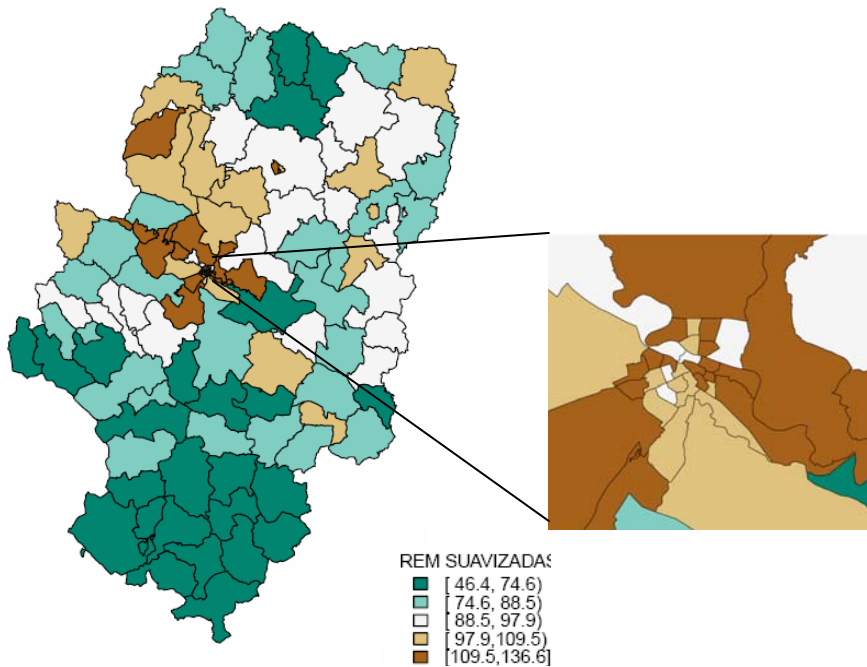 REM SUAVIZADAS
[ 46.4, 74.6)
[ 74.6, 88.5)
[ 88.5, 97.9)
[ 97.9,109.5)
[109.5,136.6]